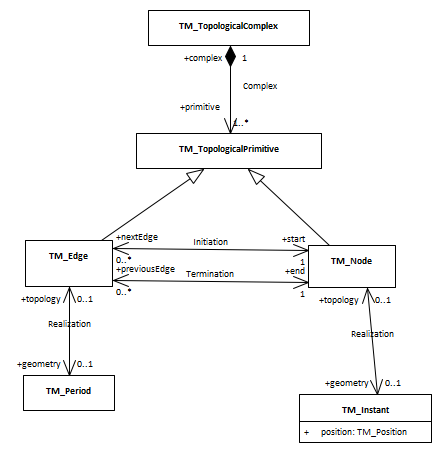 TM_TopologicalComplex
+complex 1
Complex
+primitive
1..*
TM_TopologicalPrimitive
+nextEdge Initiation +start
0..* 1
TM_Edge
TM_Node
+previousEdge Termination +end
0..* 1
+topology 0..1
+topology 0..1
Realization
Realization
+geometry 0..1
+geometry 0..1
TM_Period
TM_Instant
+ position: TM_Position